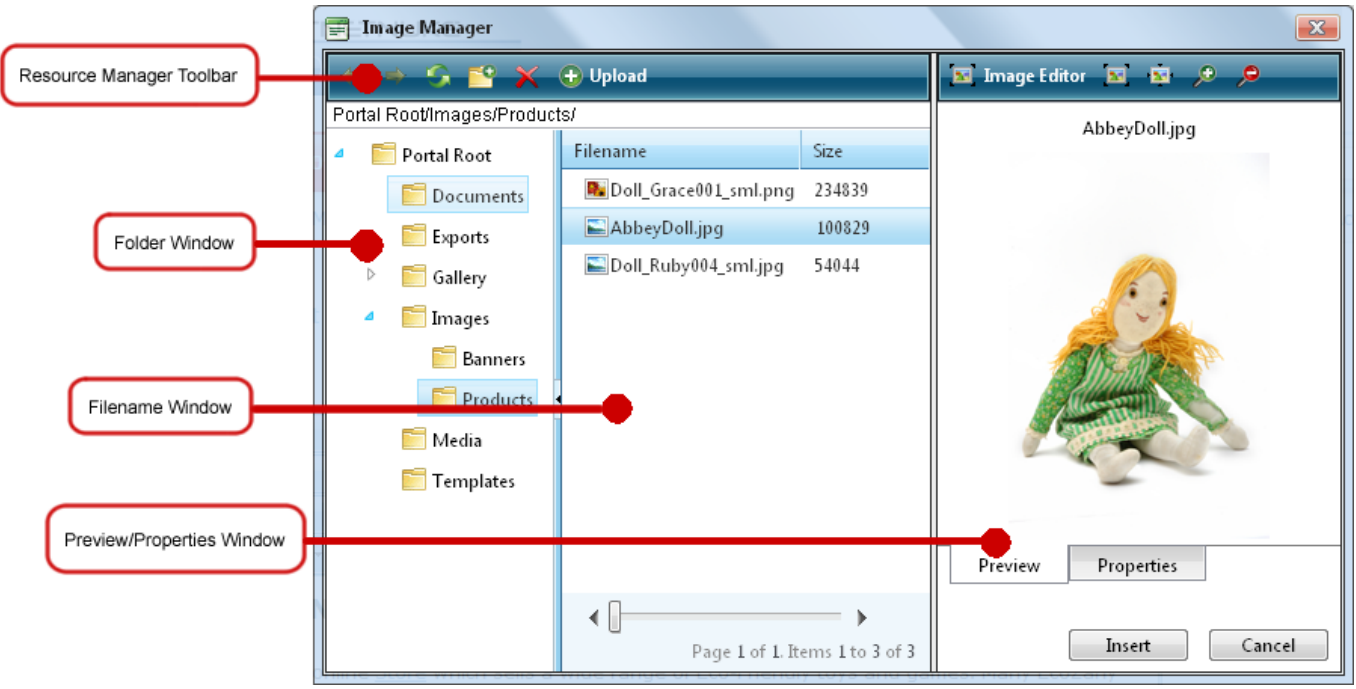 Image Manager
Resource Manager Toolbar
Upload
Image Editor
Portal Root/Images/Products/
AbbeyDoll.jpg
Portal Root
Filename Size
Documents
Doll_Grace001_sml.png 234839
Folder Window
Exports
AbbeyDoll.jpg 100829
Gallery
Doll_Ruby004_sml.jpg 54044
Images
Banners
Filename Window
Products
Media
Templates
Preview/Properties Window
Preview
Properties
Page 1 of 1. Items 1 to 3 of 3
Insert
Cancel